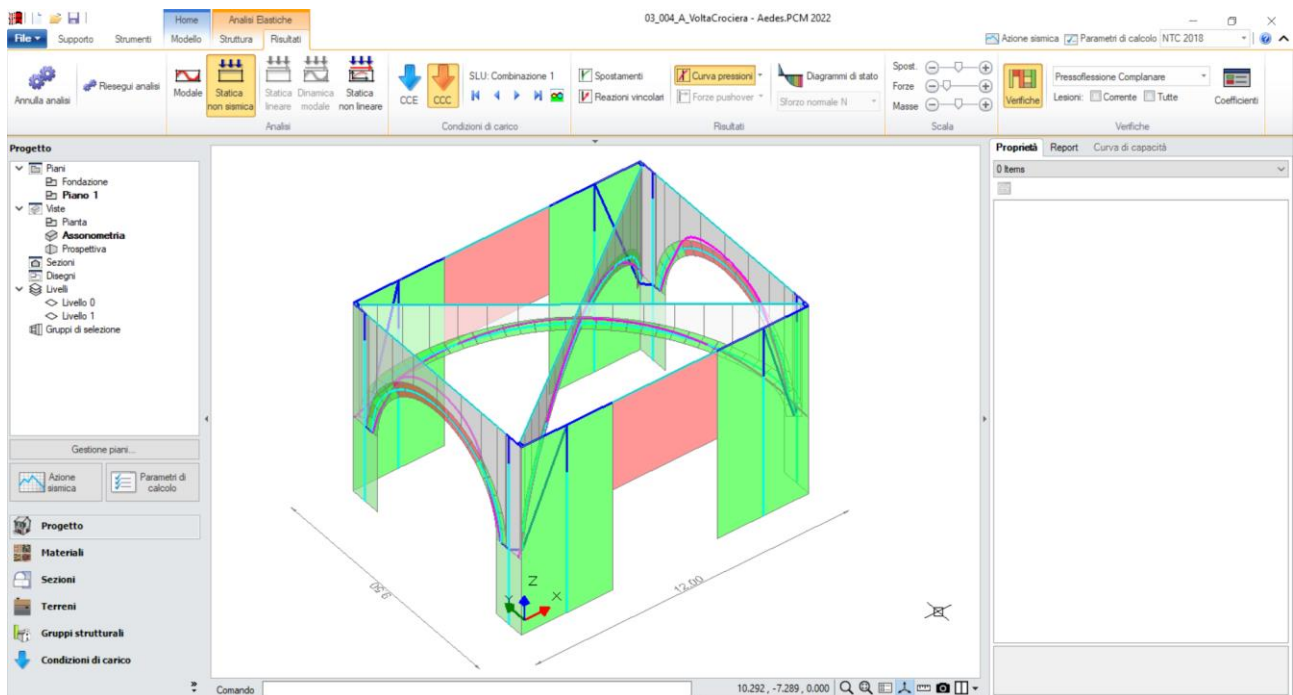 03_004_A_VoltaCrociera - Aedes.PCM 2022
Home
Analisi Elastiche
File
Supporto
Strumenti
Modello
Struttura
Risultati
Azione sismica
Parametri di calcolo
NTC 2018
Annulla analisi
Riesegui analisi
Modale
Statica non sismica
Statica lineare
Dinamica modale
Statica non lineare
Analisi
CCE
CCC
SLU: Combinazione 1
Condizioni di carico
Spostamenti
Reazioni vincolari
Curva pressioni
Forze pushover
Diagrammi di stato
Sforzo normale N
Risultati
Spost.
Forze
Masse
Scala
Verifiche
Pressoflessione Complanare
Lesioni:
Corrente
Tutte
Coefficienti
Verifiche
Progetto
Piani
Fondazione
Piano 1
Viste
Pianta
Assonometria
Prospettiva
Sezioni
Disegni
Livelli
Livello 0
Livello 1
Gruppi di selezione
Gestione piani...
Azione sismica
Parametri di calcolo
Progetto
Materiali
Sezioni
Terreni
Gruppi strutturali
Condizioni di carico
9.50
12.00
Z
Y
X
Proprietà
Report
Curva di capacità
0 Items
Comando
10.292 , -7.289 , 0.000